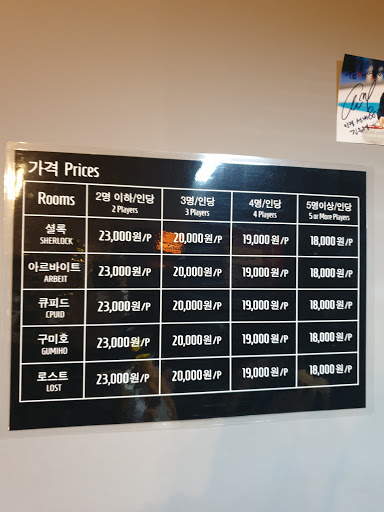 가격 Prices
Rooms 2명 이하/인당 3명/인당 4명/인당 5명이상/인당
2 Players 3 Players 4 Players 5 or More Players
셜록 23,000원/P 20,000원/P 19,000원/P 18,000원/P
SHERLOCK
아르바이트 23,000원/P 20,000원/P 19,000원/P 18,000원/P
ARBEIT
큐피드 23,000원/P 20,000원/P 19,000원/P 18,000원/P
CPUID
구미호 23,000원/P 20,000원/P 19,000원/P 18,000원/P
GUMIHO
로스트 23,000원/P 20,000원/P 19,000원/P 18,000원/P
LOST